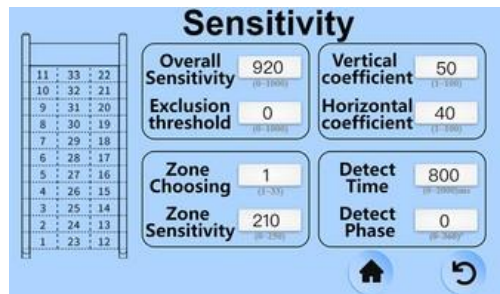 Sensitivity
11 33 22
10 32 21
9 31 20
8 30 19
7 29 18
6 28 17
5 27 16
4 26 15
3 25 14
2 24 13
1 23 12
Overall Sensitivity 920
(0-1000)
Exclusion threshold 0
(0-1000)
Vertical coefficient 50
(1-100)
Horizontal coefficient 40
(1-100)
Zone Choosing 1
(1-33)
Zone Sensitivity 210
(0-250)
Detect Time 800
(0-2000)ms
Detect Phase 0
(0-360)°